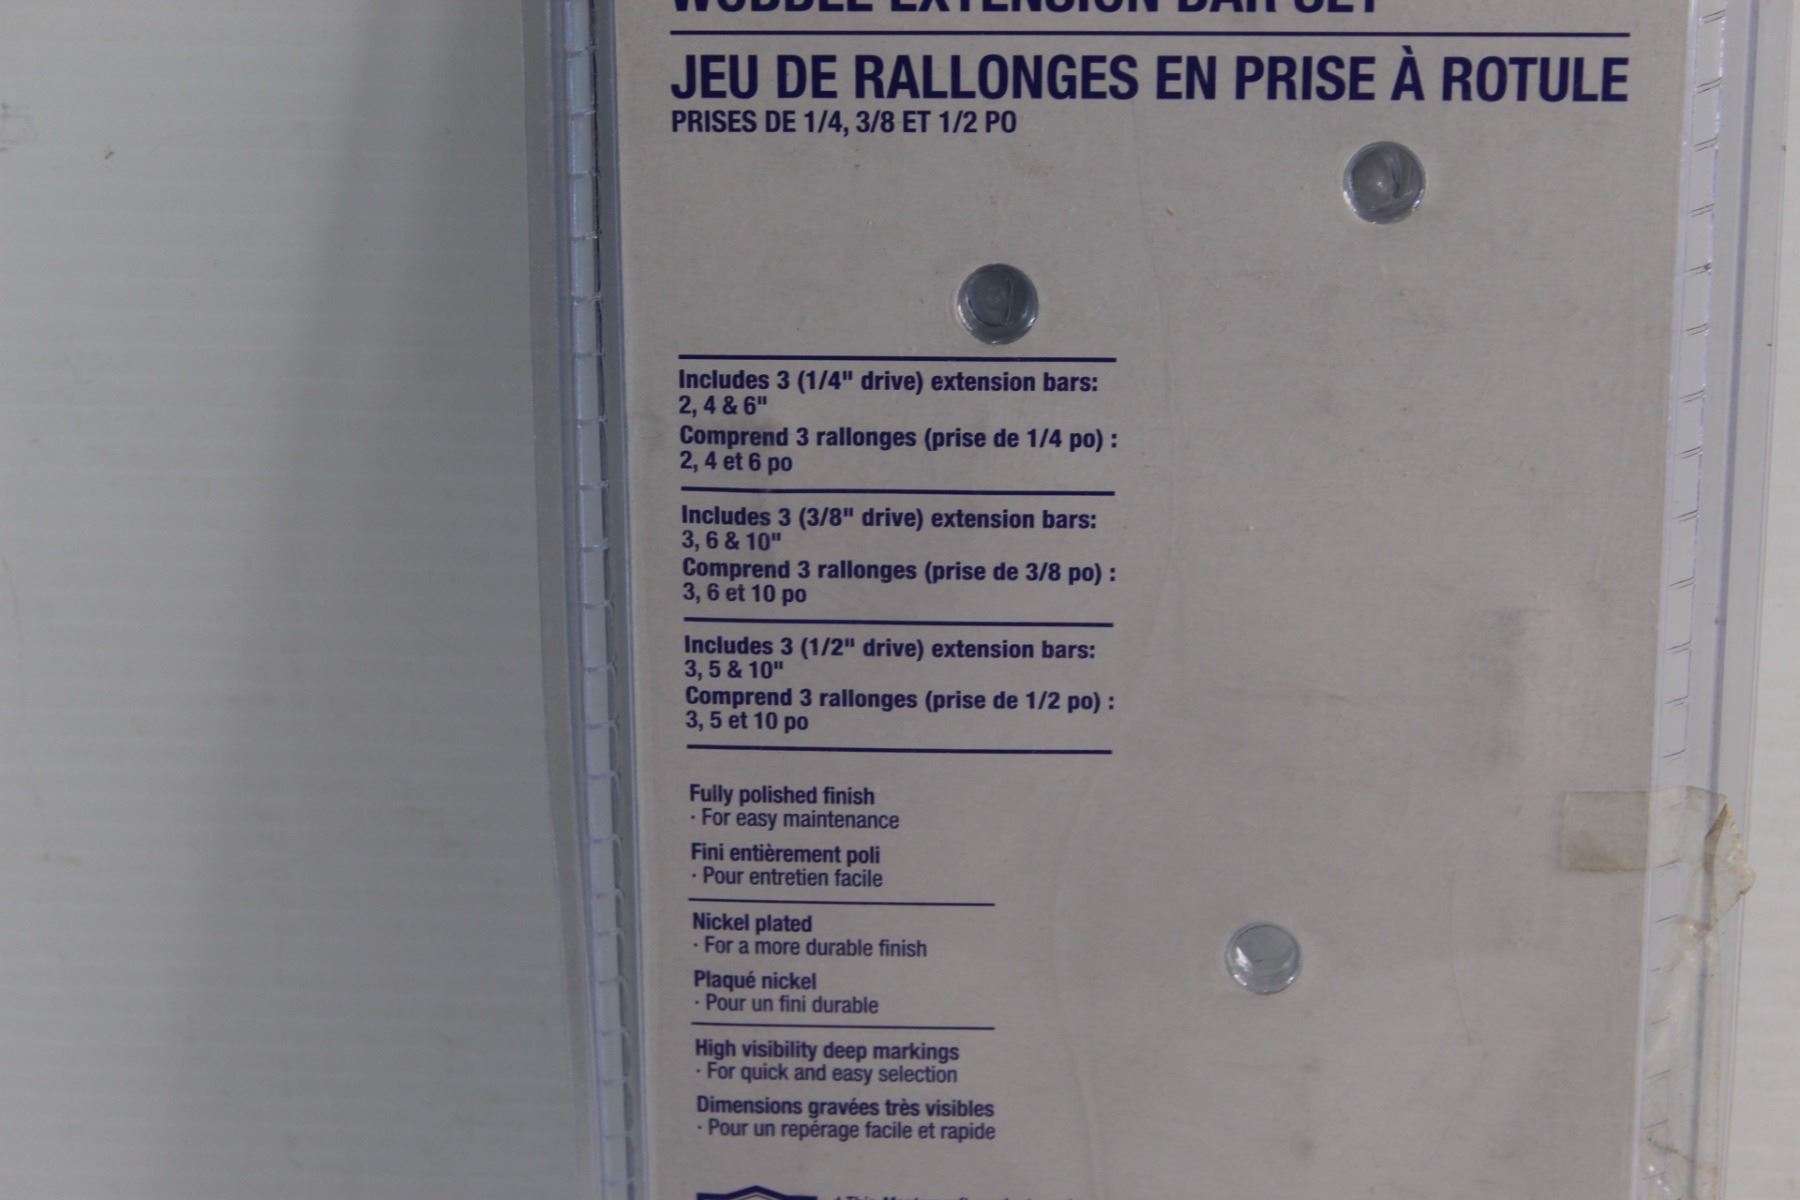 WOBBLE EXTENSION BAR SET
JEU DE RALLONGES EN PRISE À ROTULE
PRISES DE 1/4, 3/8 ET 1/2 PO
Includes 3 (1/4" drive) extension bars:
2, 4 & 6"
Comprend 3 rallonges (prise de 1/4 po) :
2, 4 et 6 po
Includes 3 (3/8" drive) extension bars:
3, 6 & 10"
Comprend 3 rallonges (prise de 3/8 po) :
3, 6 et 10 po
Includes 3 (1/2" drive) extension bars:
3, 5 & 10"
Comprend 3 rallonges (prise de 1/2 po) :
3, 5 et 10 po
Fully polished finish
· For easy maintenance
Fini entièrement poli
· Pour entretien facile
Nickel plated
· For a more durable finish
Plaqué nickel
· Pour un fini durable
High visibility deep markings
· For quick and easy selection
Dimensions gravées très visibles
· Pour un repérage facile et rapide